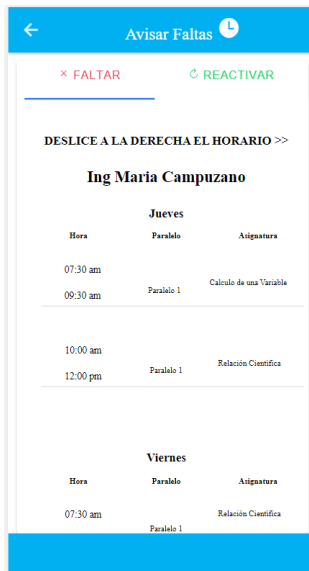 Avisar Faltas
× FALTAR
REACTIVAR
DESLICE A LA DERECHA EL HORARIO >>
Ing Maria Campuzano
Jueves
Hora Paralelo Asignatura
07:30 am
09:30 am
Paralelo 1
Calculo de una Variable
10:00 am
12:00 pm
Paralelo 1
Relación Cientifica
Viernes
Hora Paralelo Asignatura
07:30 am
Paralelo 1
Relación Cientifica